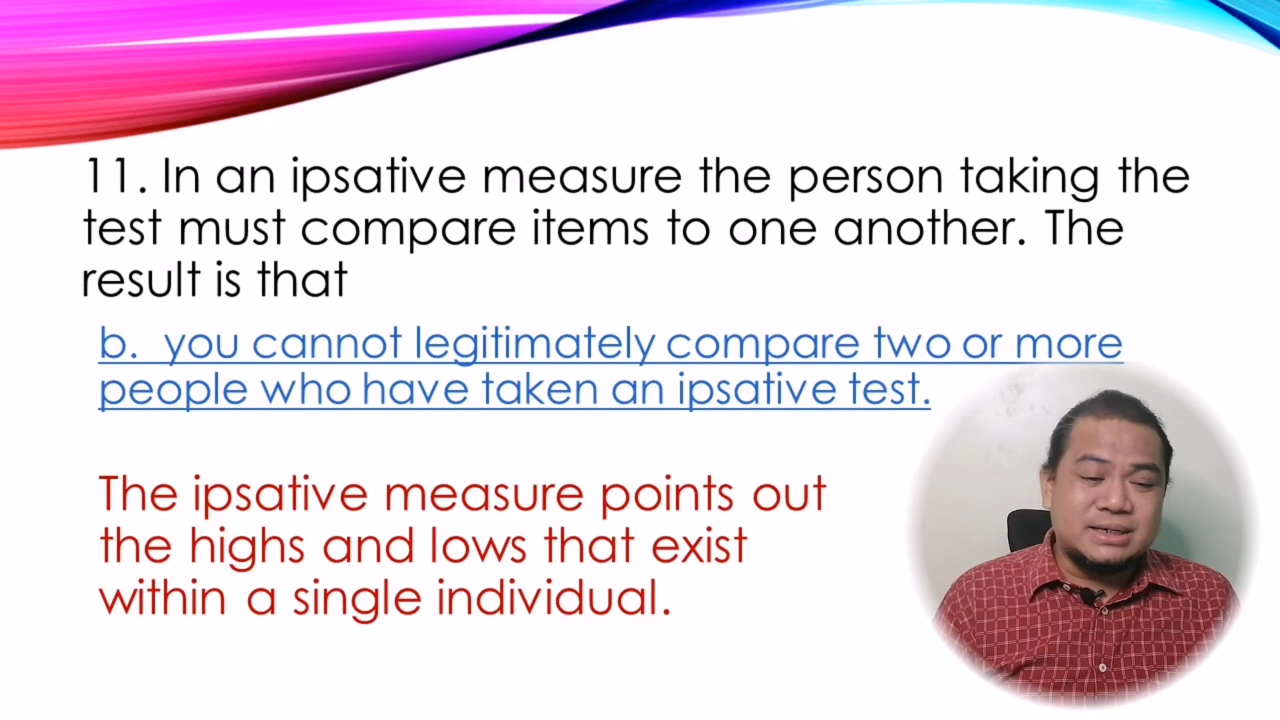 11. In an ipsative measure the person taking the
test must compare items to one another. The
result is that
b. you cannot legitimately compare two or more
people who have taken an ipsative test.
The ipsative measure points out
the highs and lows that exist
within a single individual.